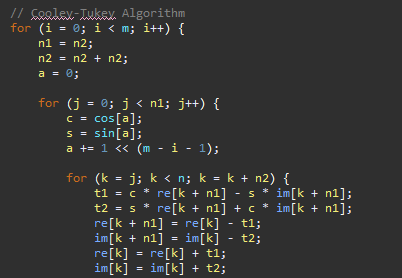 // Cooley-Tukey Algorithm
for (i = 0; i < m; i++) {
n1 = n2;
n2 = n2 + n2;
a = 0;
for (j = 0; j < n1; j++) {
c = cos[a];
s = sin[a];
a += 1 << (m - i - 1);
for (k = j; k < n; k = k + n2) {
t1 = c * re[k + n1] - s * im[k + n1];
t2 = s * re[k + n1] + c * im[k + n1];
re[k + n1] = re[k] - t1;
im[k + n1] = im[k] - t2;
re[k] = re[k] + t1;
im[k] = im[k] + t2;